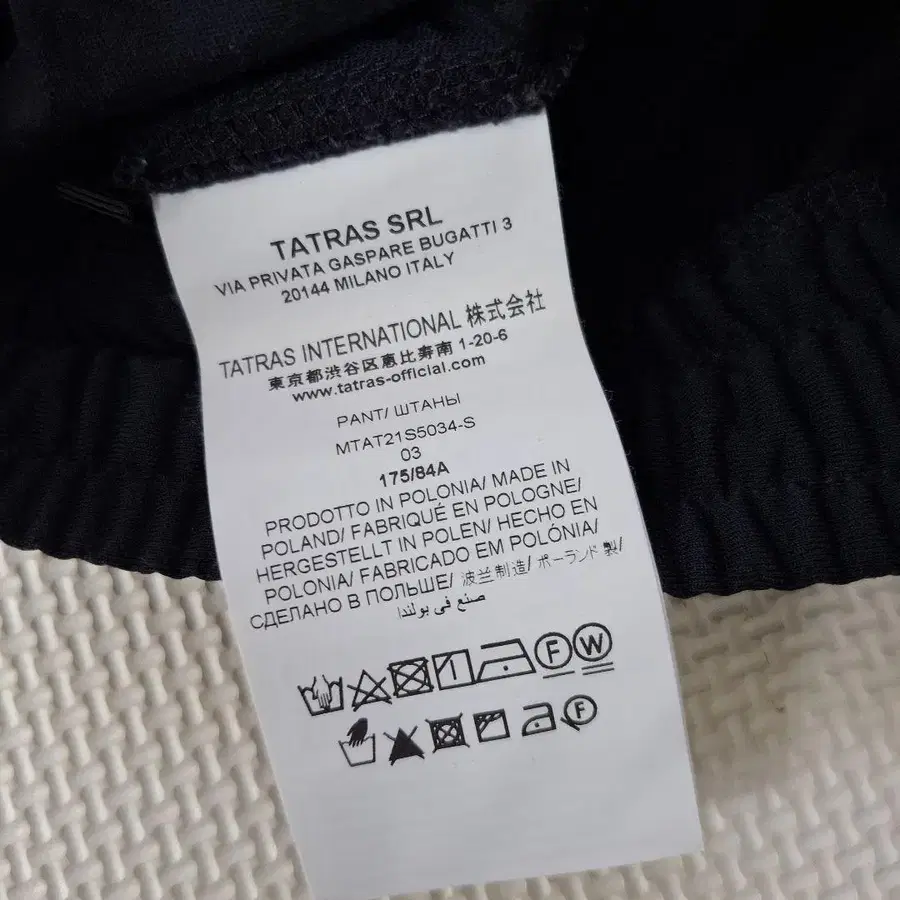 TATRAS SRL
VIA PRIVATA GASPARE BUGATTI 3
20144 MILANO ITALY
TATRAS INTERNATIONAL 株式会社
東京都渋谷区恵比寿南 1-20-6
www.tatras-official.com
PANT/ ШТАНЫ
MTAT21S5034-S
03
175/84A
PRODOTTO IN POLONIA/ MADE IN
POLAND/ FABRIQUÉ EN POLOGNE/
HERGESTELLT IN POLEN/ HECHO EN
POLONIA/ FABRICADO EM POLÓNIA/
СДЕЛАНО В ПОЛЬШЕ/ 波兰制造/ ポーランド 製/
صنع في بولندا/
F W
F